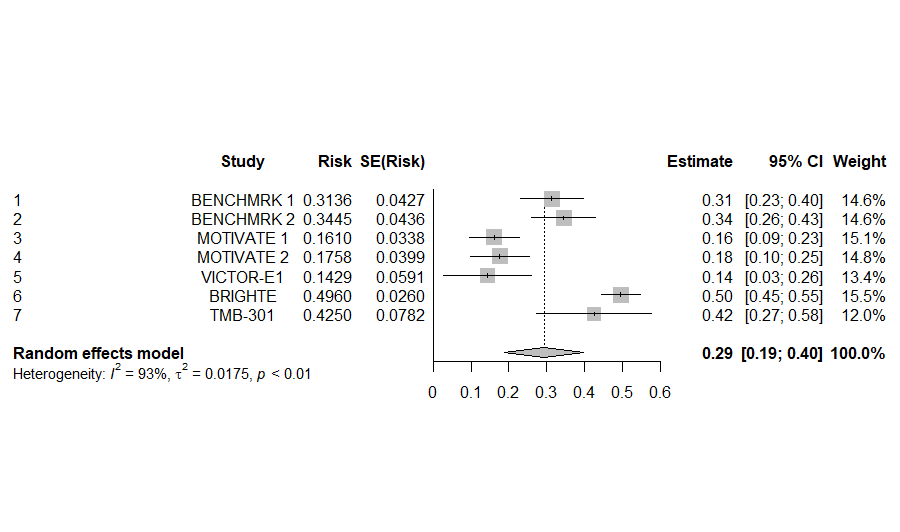 Study Risk SE(Risk) Estimate 95% CI Weight
1 BENCHMRK 1 0.3136 0.0427 0.31 [0.23; 0.40] 14.6%
2 BENCHMRK 2 0.3445 0.0436 0.34 [0.26; 0.43] 14.6%
3 MOTIVATE 1 0.1610 0.0338 0.16 [0.09; 0.23] 15.1%
4 MOTIVATE 2 0.1758 0.0399 0.18 [0.10; 0.25] 14.8%
5 VICTOR-E1 0.1429 0.0591 0.14 [0.03; 0.26] 13.4%
6 BRIGHTE 0.4960 0.0260 0.50 [0.45; 0.55] 15.5%
7 TMB-301 0.4250 0.0782 0.42 [0.27; 0.58] 12.0%
Random effects model 0.29 [0.19; 0.40] 100.0%
Heterogeneity: I² = 93%, τ² = 0.0175, p < 0.01
0 0.1 0.2 0.3 0.4 0.5 0.6